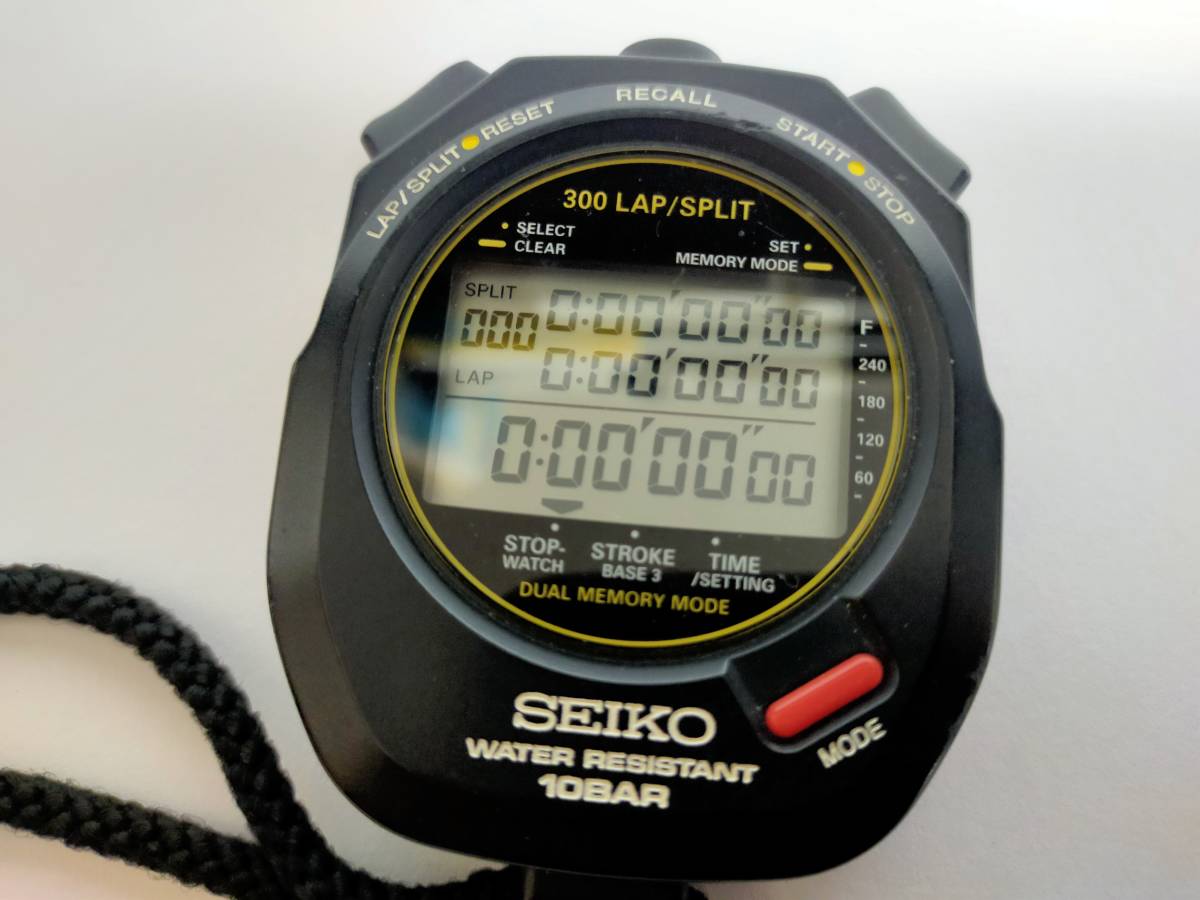 RECALL
LAP/SPLIT • RESET
START • STOP
300 LAP/SPLIT
• SELECT
CLEAR
SET •
MEMORY MODE
SPLIT
000
0:00'00"00
LAP
0:00'00"00
0:00'00"00
F
240
180
120
60
STOP-
WATCH
STROKE
BASE 3
TIME
/SETTING
DUAL MEMORY MODE
SEIKO
WATER RESISTANT
10BAR
MODE